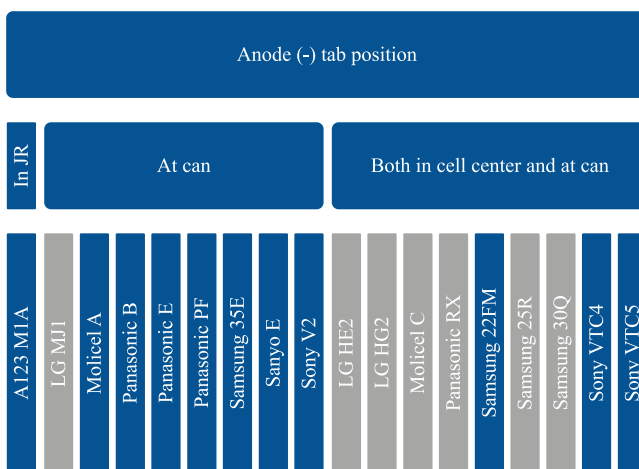 Anode (-) tab position
In JR
At can
Both in cell center and at can
A123 M1A
LG MJ1
Molicel A
Panasonic B
Panasonic E
Panasonic PF
Samsung 35E
Sanyo E
Sony V2
LG HE2
LG HG2
Molicel C
Panasonic RX
Samsung 22FM
Samsung 25R
Samsung 30Q
Sony VTC4
Sony VTC5